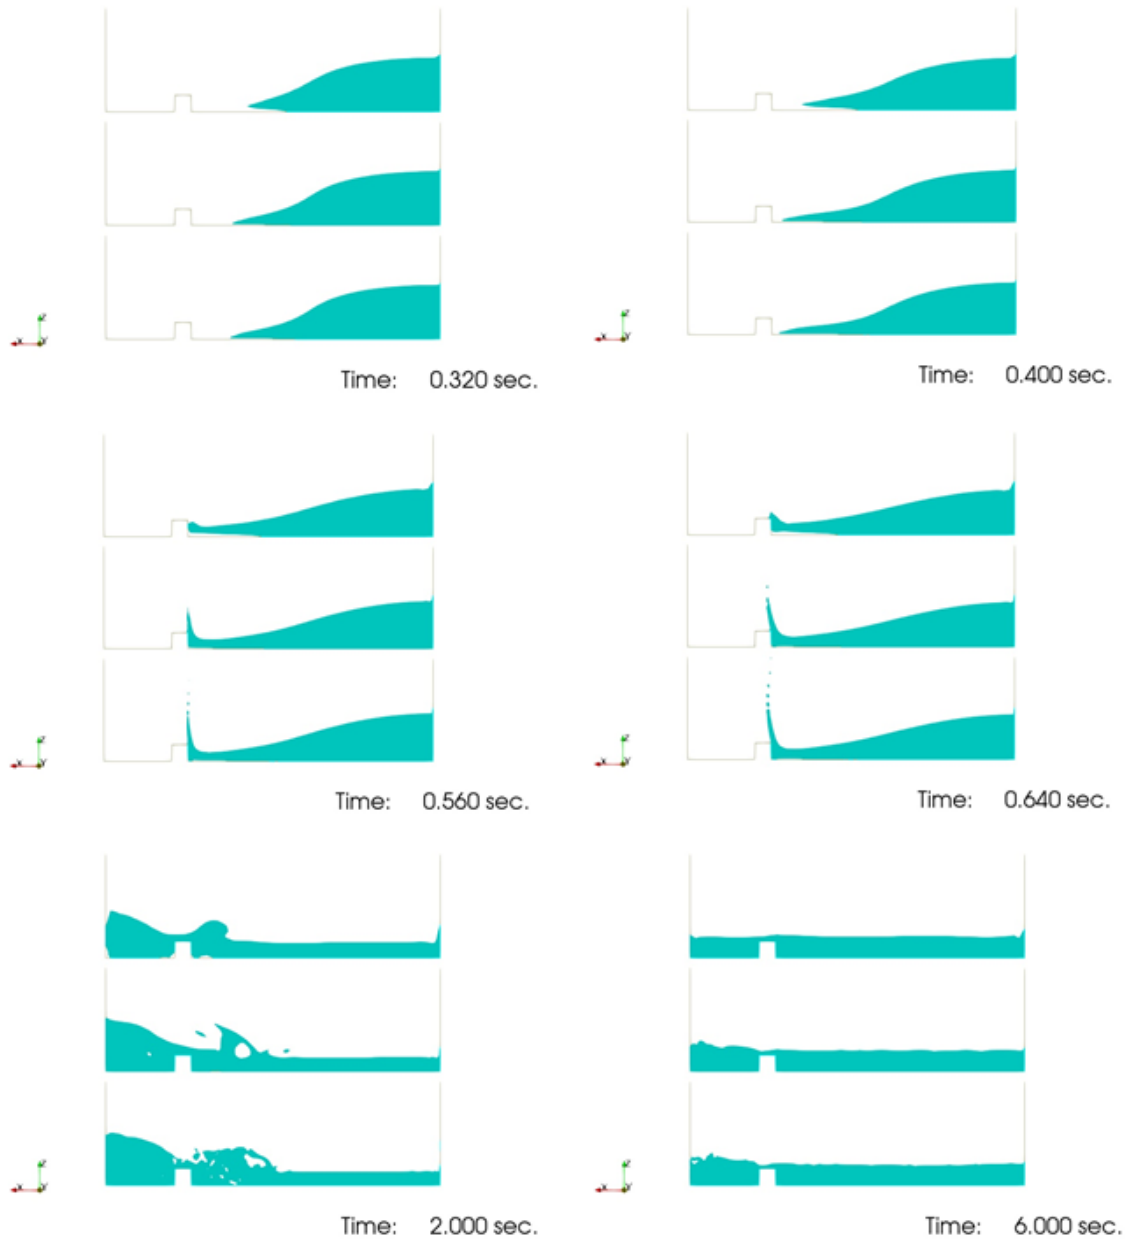 Z
X Y
Time: 0.320 sec.
Z
X Y
Time: 0.400 sec.
Z
X Y
Time: 0.560 sec.
Z
X Y
Time: 0.640 sec.
Z
X Y
Time: 2.000 sec.
Z
X Y
Time: 6.000 sec.